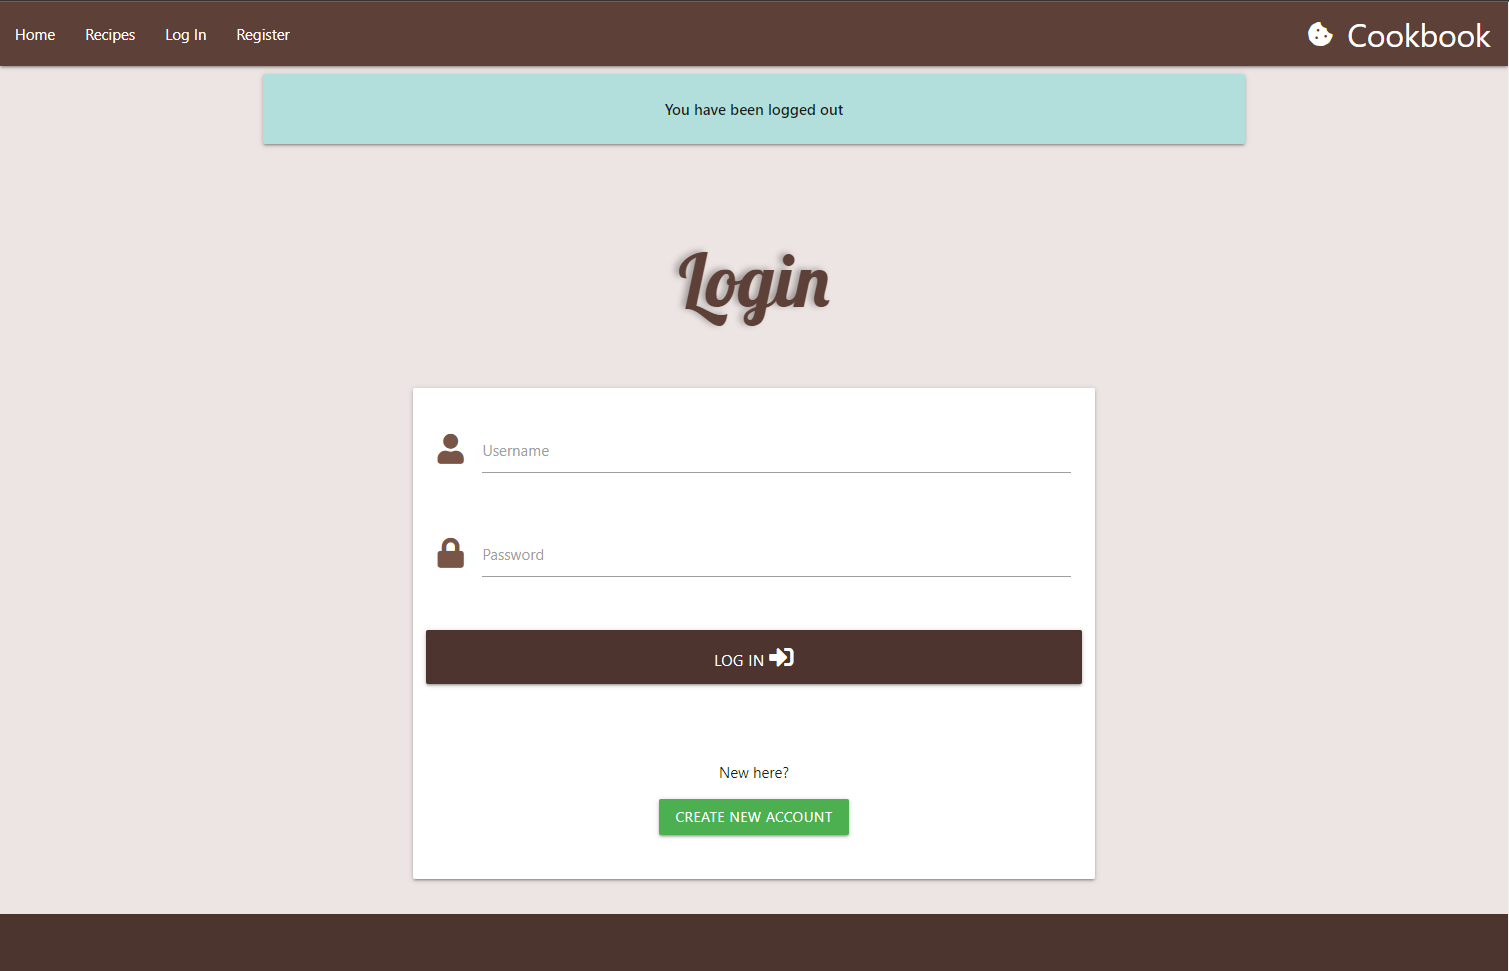 Home Recipes Log In Register Cookbook
You have been logged out
Login
Username
Password
LOG IN
New here?
CREATE NEW ACCOUNT